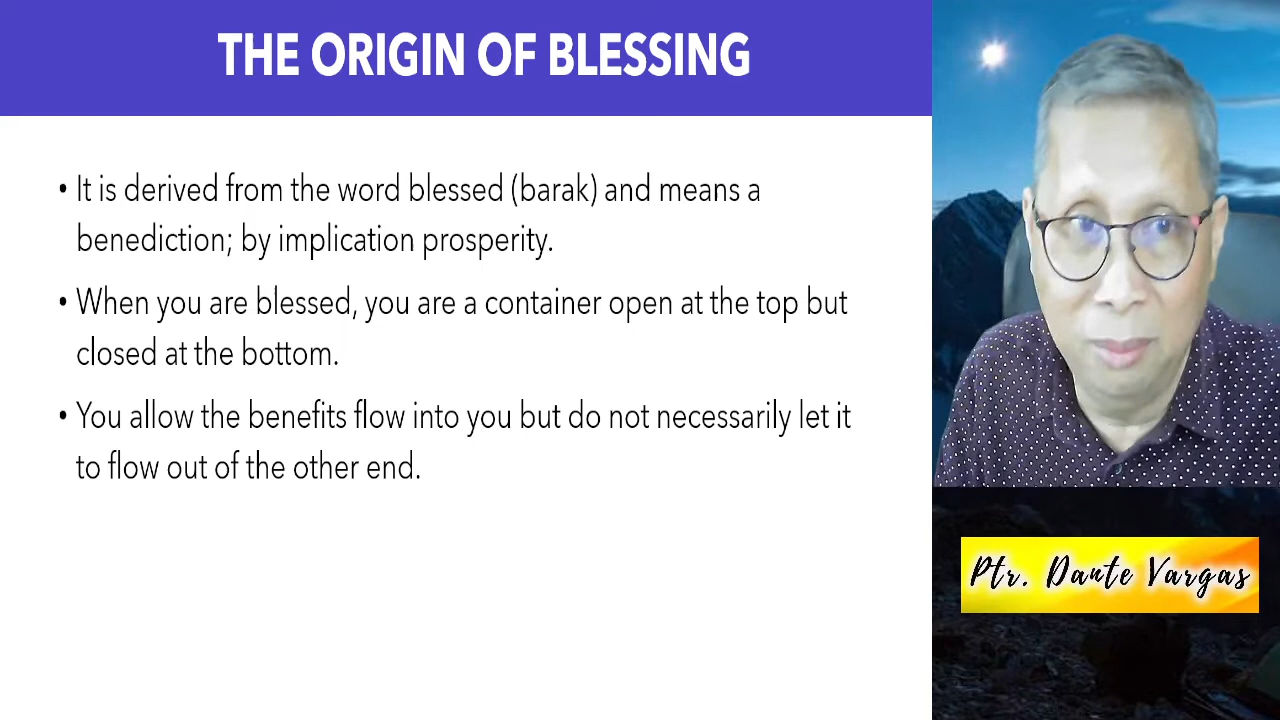 THE ORIGIN OF BLESSING
• It is derived from the word blessed (barak) and means a
benediction; by implication prosperity.
• When you are blessed, you are a container open at the top but
closed at the bottom.
• You allow the benefits flow into you but do not necessarily let it
to flow out of the other end.
Ptr. Dante Vargas